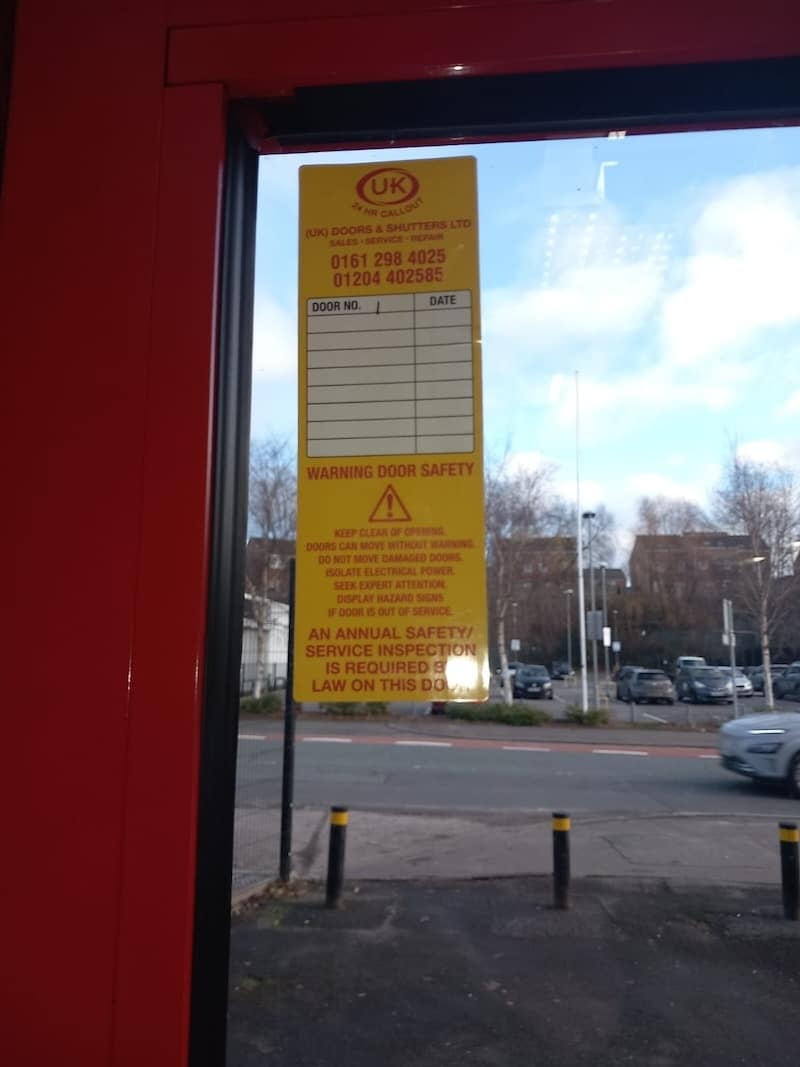 UK
24 HR CALLOUT
(UK) DOORS & SHUTTERS LTD
SALES - SERVICE - REPAIR
0161 298 4025
01204 402585
DOOR NO. 1 DATE
WARNING DOOR SAFETY
KEEP CLEAR OF OPENING.
DOORS CAN MOVE WITHOUT WARNING.
DO NOT MOVE DAMAGED DOORS.
ISOLATE ELECTRICAL POWER.
SEEK EXPERT ATTENTION.
DISPLAY HAZARD SIGNS
IF DOOR IS OUT OF SERVICE.
AN ANNUAL SAFETY/
SERVICE INSPECTION
IS REQUIRED BY
LAW ON THIS DOOR